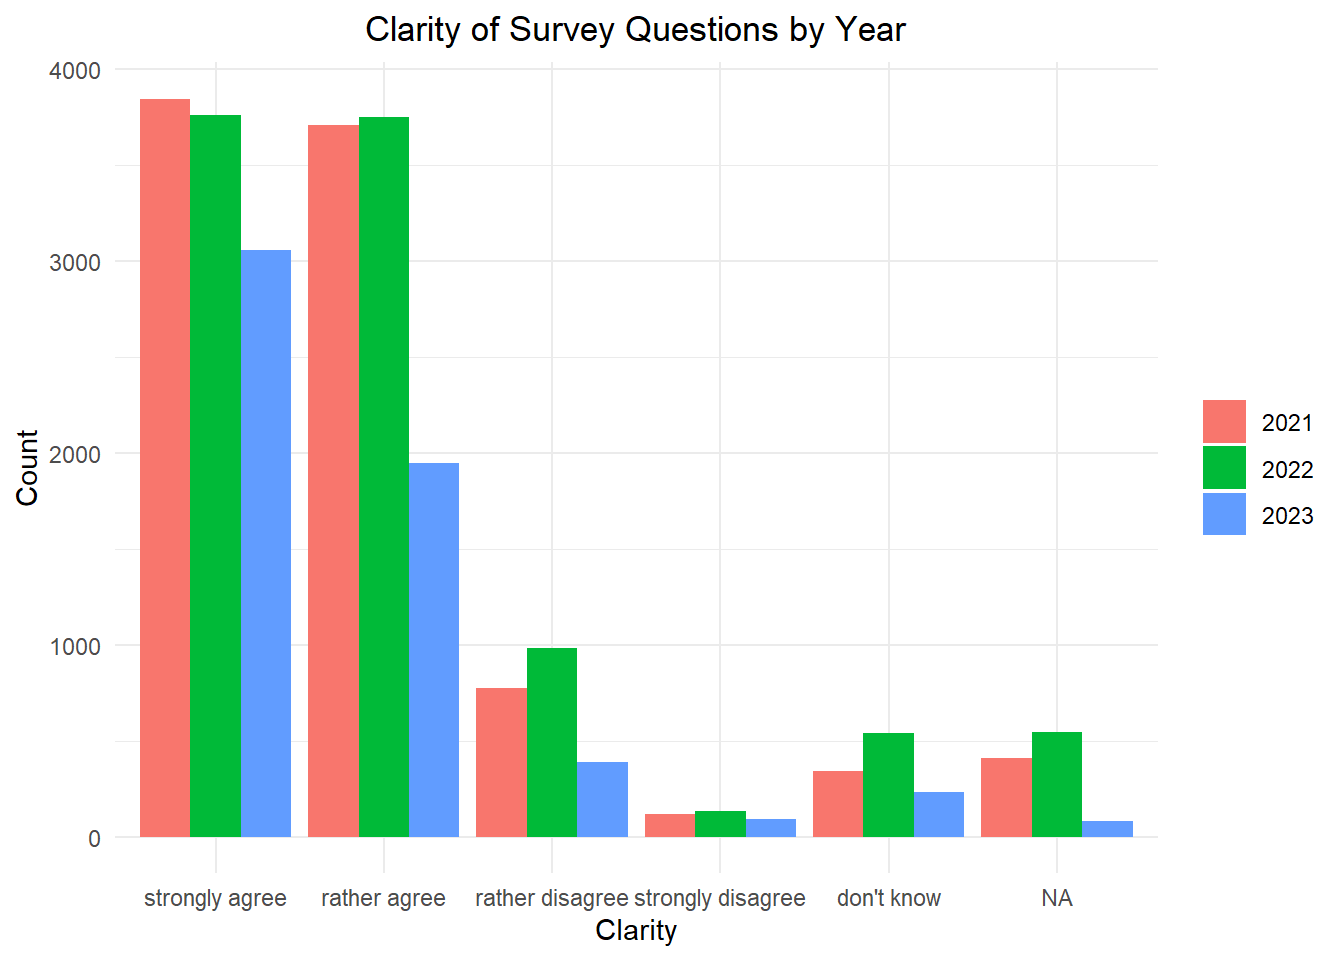 Clarity of Survey Questions by Year
4000
3000
2000
1000
0
Count
strongly agree
rather agree
rather disagree
strongly disagree
don't know
NA
Clarity
2021
2022
2023